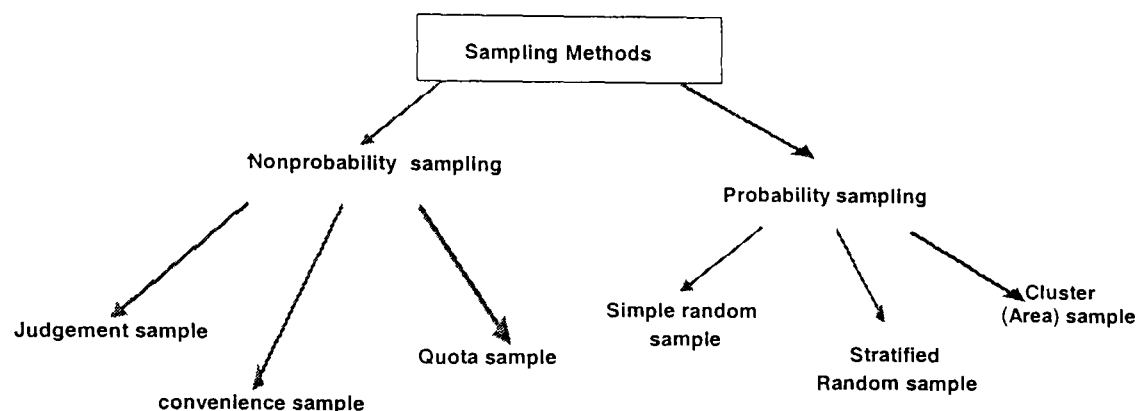 Sampling Methods
Nonprobability sampling
Probability sampling
Judgement sample
convenience sample
Quota sample
Simple random
sample
Stratified
Random sample
Cluster
(Area) sample